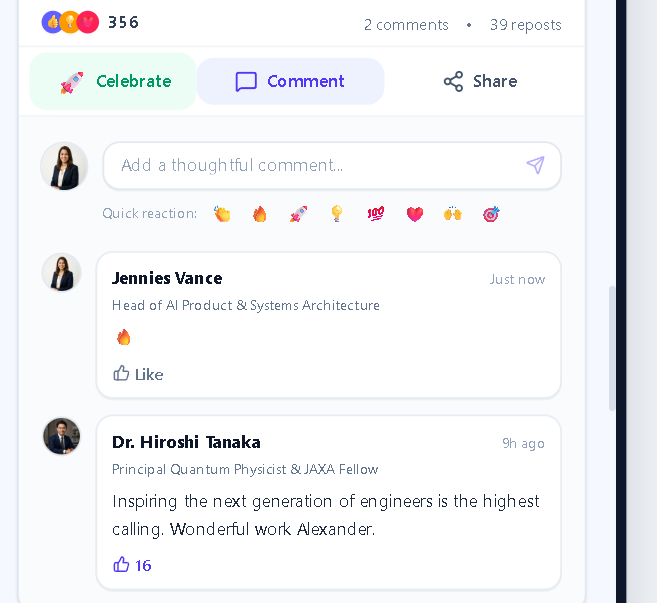 356
2 comments • 39 reposts
Celebrate Comment Share
Add a thoughtful comment...
Quick reaction:
Jennies Vance Just now
Head of AI Product & Systems Architecture
Like
Dr. Hiroshi Tanaka 9h ago
Principal Quantum Physicist & JAXA Fellow
Inspiring the next generation of engineers is the highest
calling. Wonderful work Alexander.
16